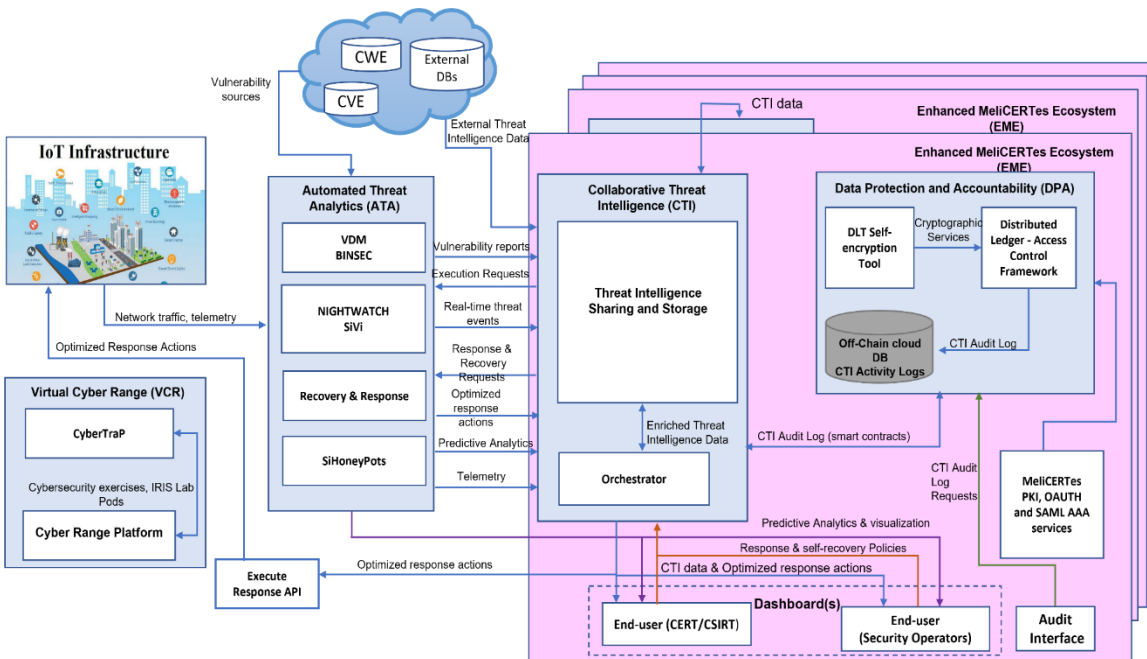 CWE
External
DBs
CVE
Vulnerability
sources
External Threat
Intelligence Data
CTI data
Enhanced MeliCERTes Ecosystem
(EME)
Enhanced MeliCERTes Ecosystem
(EME)
IoT Infrastructure
Automated Threat
Analytics (ATA)
VDM
BINSEC
NIGHTWATCH
SiVi
Recovery & Response
SiHoneyPots
Vulnerability reports
Execution Requests
Real-time threat
events
Response &
Recovery
Requests
Optimized
response
actions
Predictive Analytics
Telemetry
Collaborative Threat
Intelligence (CTI)
Threat Intelligence
Sharing and Storage
Enriched Threat
Intelligence Data
Orchestrator
Data Protection and Accountability (DPA)
DLT Self-
encryption
Tool
Cryptographic
Services
Distributed
Ledger - Access
Control
Framework
Off-Chain cloud
DB
CTI Activity Logs
CTI Audit Log
CTI Audit Log (smart contracts)
CTI Audit
Log
Requests
MeliCERTes
PKI, OAUTH
and SAML AAA
services
Network traffic, telemetry
Optimized Response Actions
Virtual Cyber Range (VCR)
CyberTraP
Cybersecurity exercises, IRIS Lab
Pods
Cyber Range Platform
Execute
Response API
Optimized response actions
Predictive Analytics & visualization
Response & self-recovery Policies
CTI data & Optimized response actions
Dashboard(s)
End-user (CERT/CSIRT)
End-user
(Security Operators)
Audit
Interface